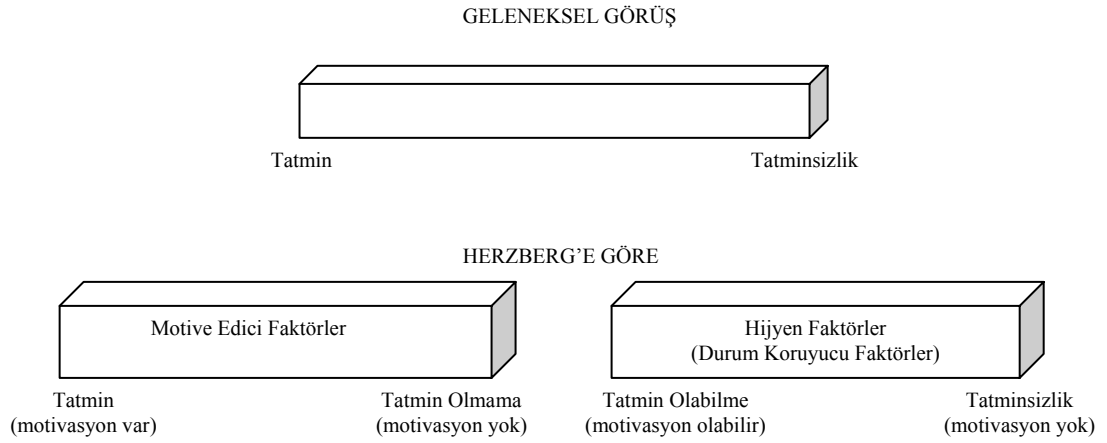 GELENEKSEL GÖRÜŞ
Tatmin Tatminsizlik
HERZBERG’E GÖRE
Motive Edici Faktörler
Hijyen Faktörler
(Durum Koruyucu Faktörler)
Tatmin
(motivasyon var)
Tatmin Olmama
(motivasyon yok)
Tatmin Olabilme
(motivasyon olabilir)
Tatminsizlik
(motivasyon yok)